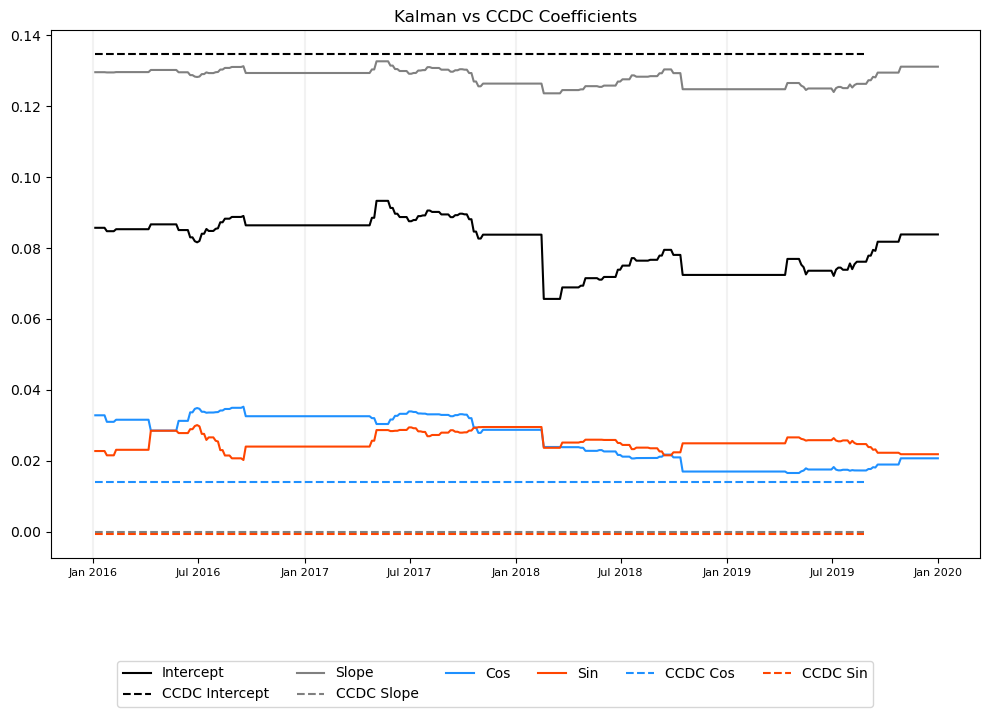 Kalman vs CCDC Coefficients
0.14
0.12
0.10
0.08
0.06
0.04
0.02
0.00
Jan 2016 Jul 2016 Jan 2017 Jul 2017 Jan 2018 Jul 2018 Jan 2019 Jul 2019 Jan 2020
Intercept Slope Cos Sin CCDC Cos CCDC Sin
CCDC Intercept CCDC Slope